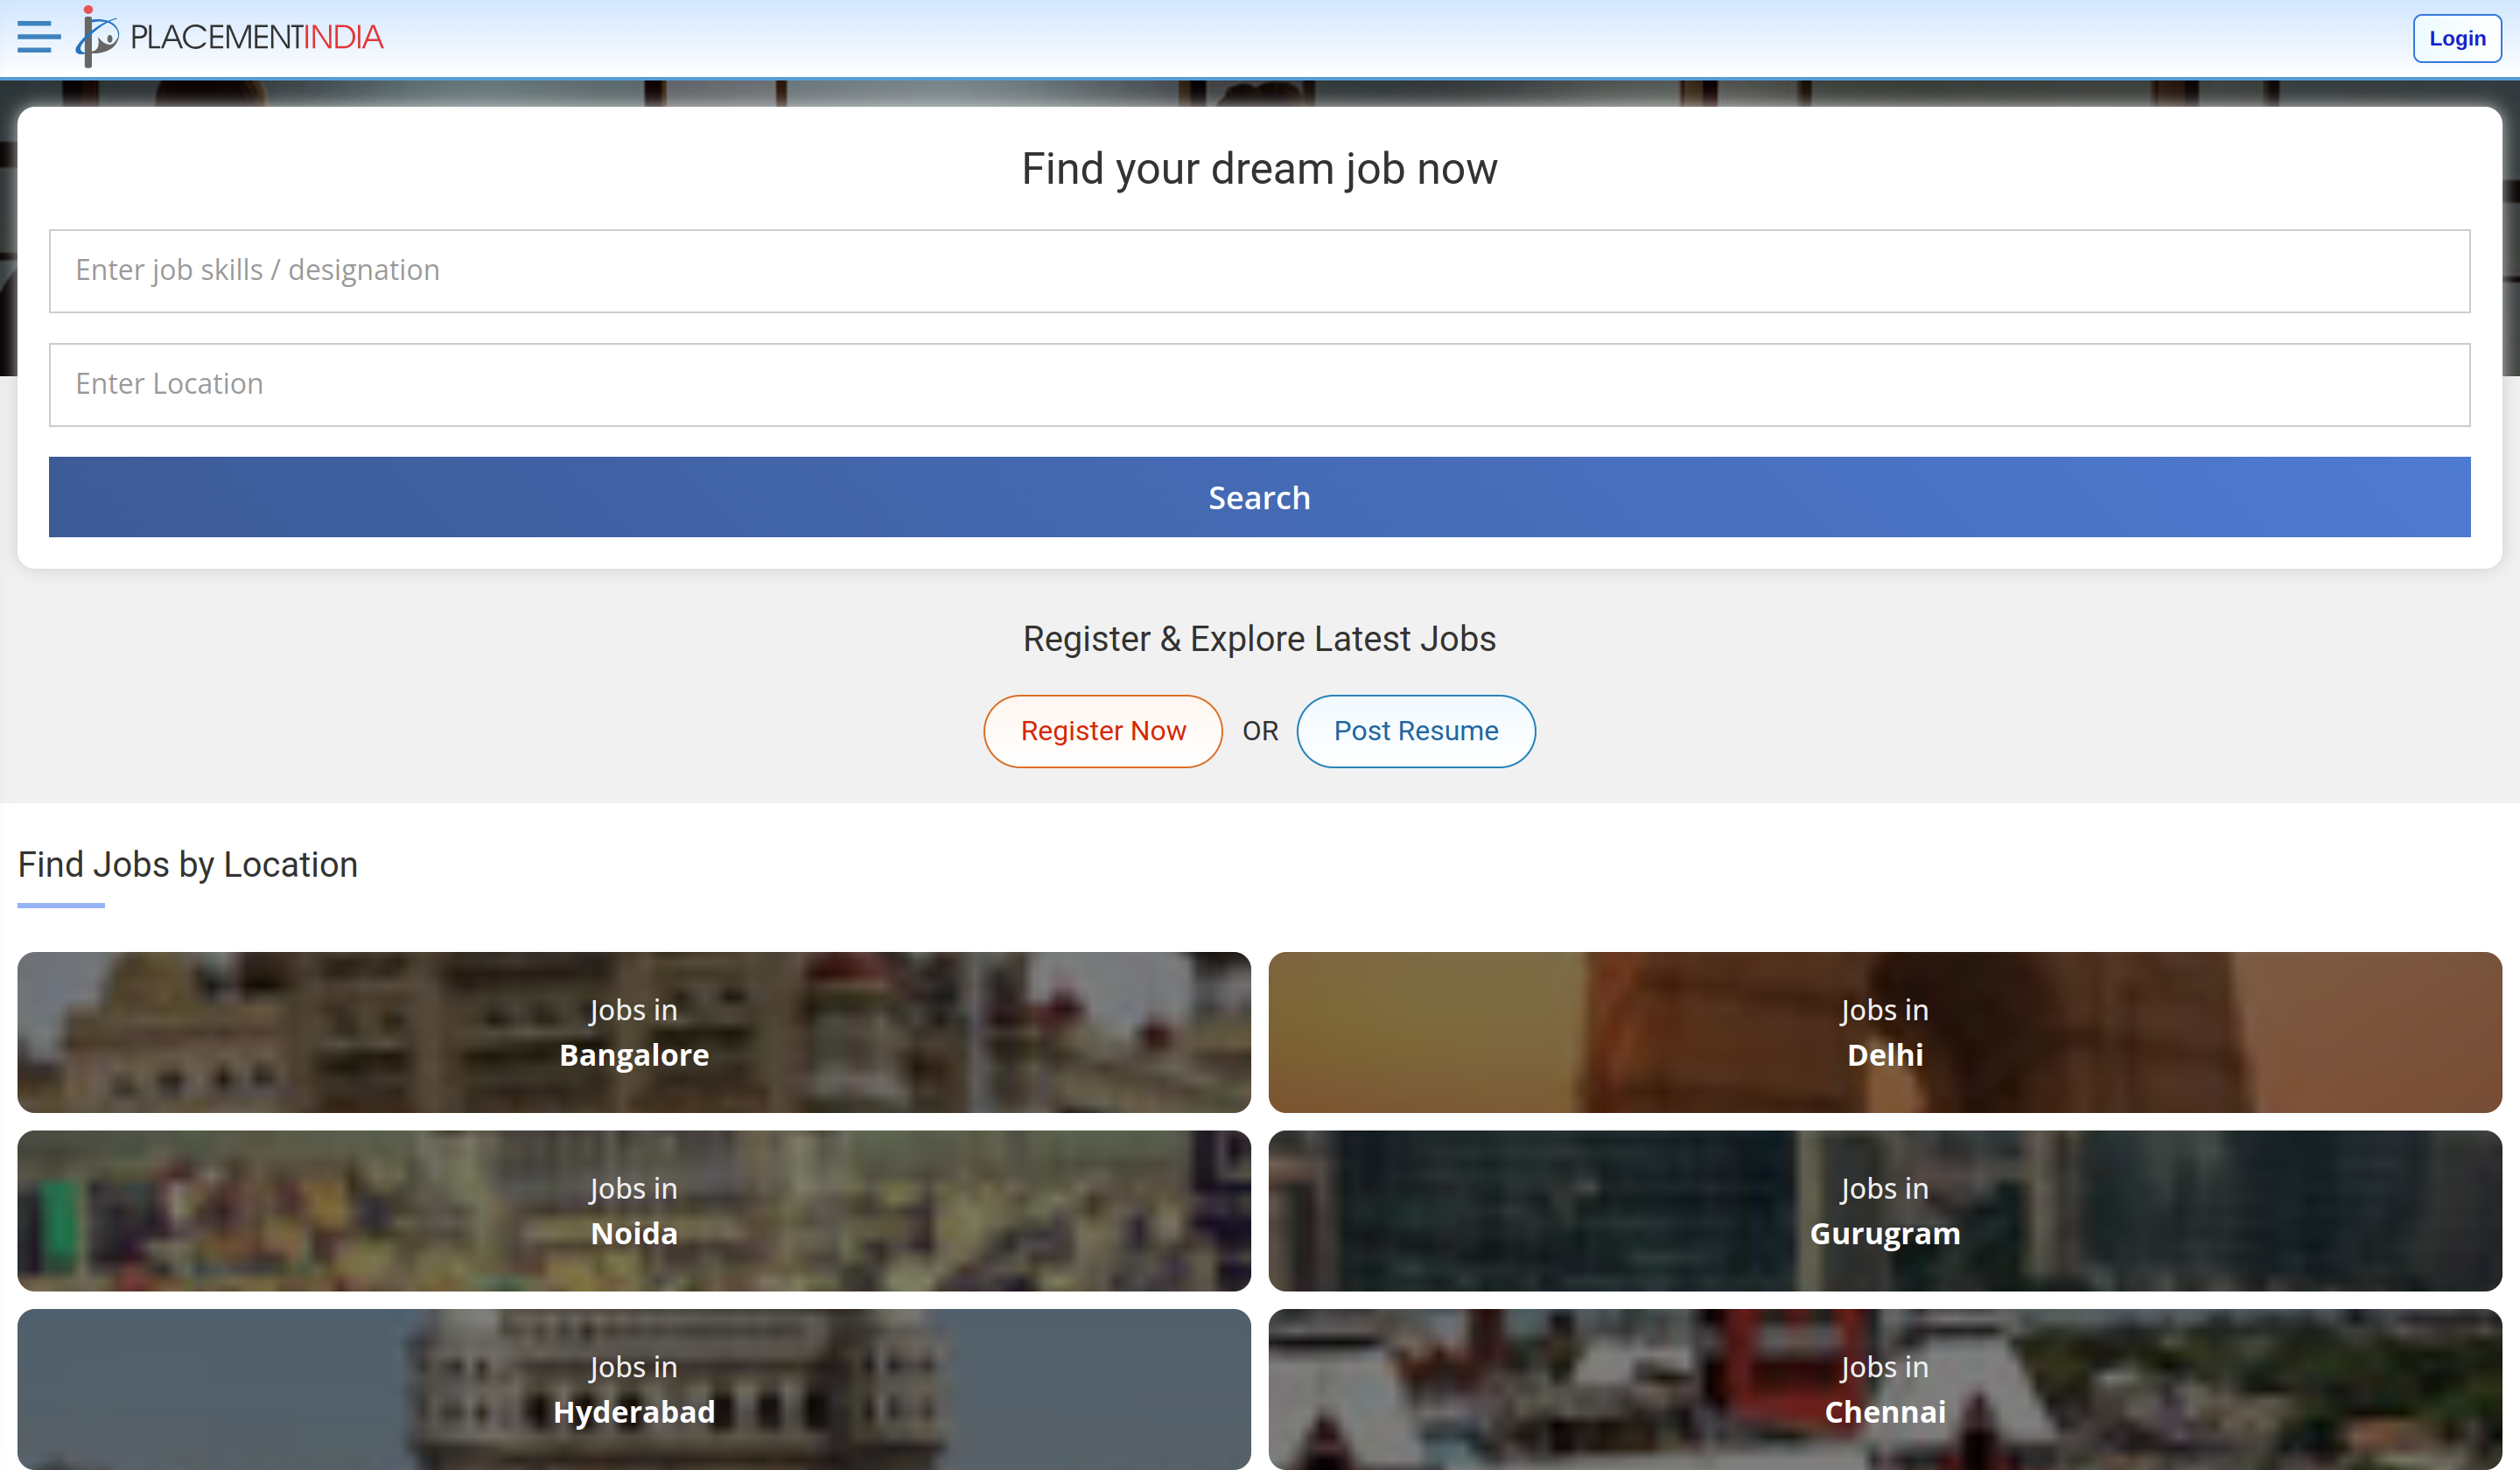 PLACEMENTINDIA
Login
Find your dream job now
Enter job skills / designation
Enter Location
Search
Register & Explore Latest Jobs
Register Now OR Post Resume
Find Jobs by Location
Jobs in
Bangalore
Jobs in
Delhi
Jobs in
Noida
Jobs in
Gurugram
Jobs in
Hyderabad
Jobs in
Chennai